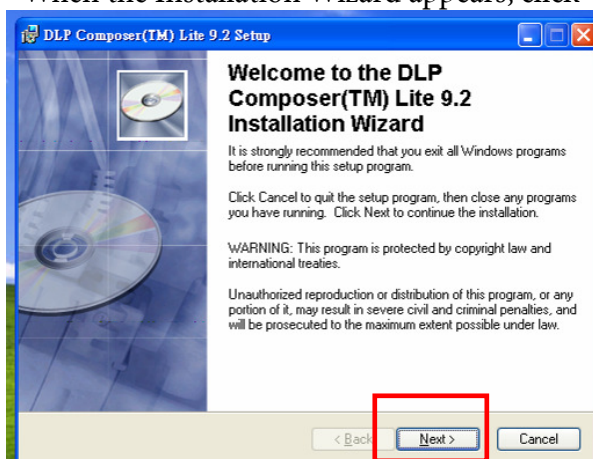 When the Installation Wizard appears, click
DLP Composer(TM) Lite 9.2 Setup
Welcome to the DLP
Composer(TM) Lite 9.2
Installation Wizard
It is strongly recommended that you exit all Windows programs
before running this setup program.
Click Cancel to quit the setup program, then close any programs
you have running. Click Next to continue the installation.
WARNING: This program is protected by copyright law and
international treaties.
Unauthorized reproduction or distribution of this program, or any
portion of it, may result in severe civil and criminal penalties, and
will be prosecuted to the maximum extent possible under law.
< Back Next > Cancel